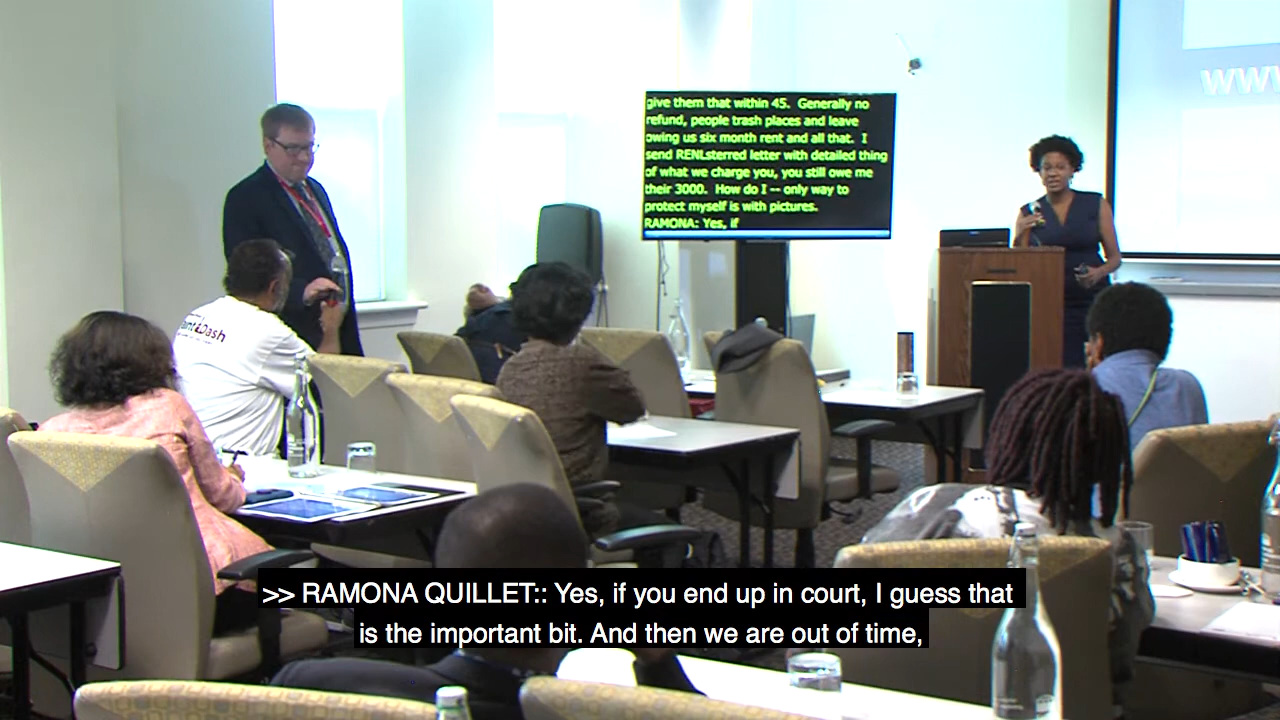 www
give them that within 45. Generally no
refund, people trash places and leave
owing us six month rent and all that. I
send RENLsterred letter with detailed thing
of what we charge you, you still owe me
their 3000. How do I -- only way to
protect myself is with pictures.
RAMONA: Yes, if
>> RAMONA QUILLET:: Yes, if you end up in court, I guess that
is the important bit. And then we are out of time,